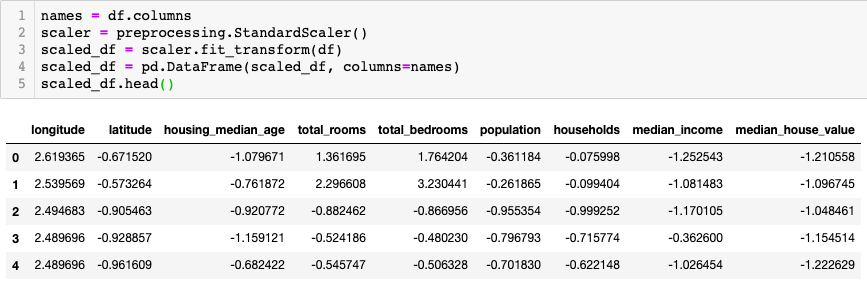 1 names = df.columns
2 scaler = preprocessing.StandardScaler()
3 scaled_df = scaler.fit_transform(df)
4 scaled_df = pd.DataFrame(scaled_df, columns=names)
5 scaled_df.head()
longitude latitude housing_median_age total_rooms total_bedrooms population households median_income median_house_value
0 2.619365 -0.671520 -1.079671 1.361695 1.764204 -0.361184 -0.075998 -1.252543 -1.210558
1 2.539569 -0.573264 -0.761872 2.296608 3.230441 -0.261865 -0.099404 -1.081483 -1.096745
2 2.494683 -0.905463 -0.920772 -0.882462 -0.866956 -0.955354 -0.999252 -1.170105 -1.048461
3 2.489696 -0.928857 -1.159121 -0.524186 -0.480230 -0.796793 -0.715774 -0.362600 -1.154514
4 2.489696 -0.961609 -0.682422 -0.545747 -0.506328 -0.701830 -0.622148 -1.026454 -1.222629